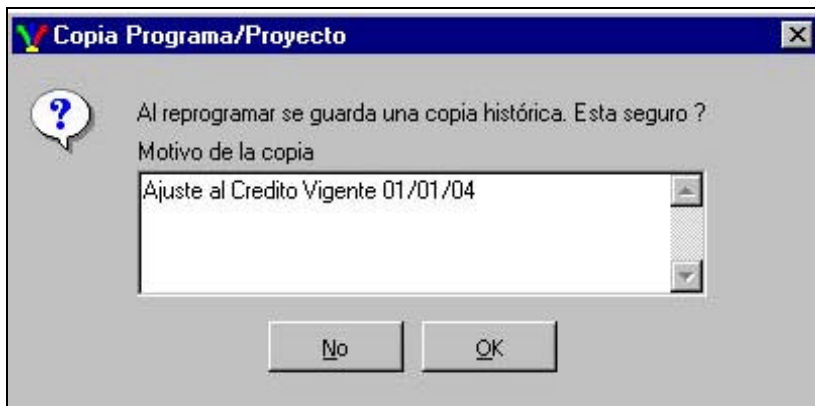 Copia Programa/Proyecto
Al reprogramar se guarda una copia histórica. Esta seguro ?
Motivo de la copia
Ajuste al Credito Vigente 01/01/04
No
OK